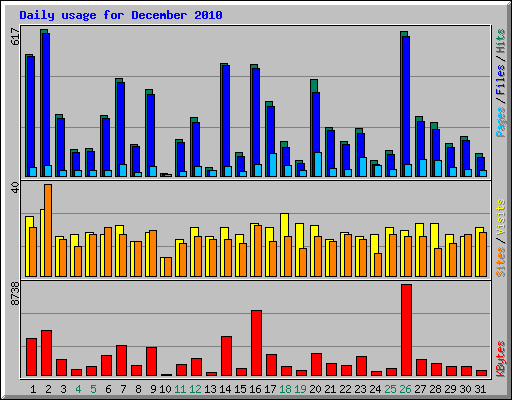 Daily usage for December 2010
617
Pages / Files / Hits
40
Sites / Visits
8738
KBytes
1 2 3 4 5 6 7 8 9 10 11 12 13 14 15 16 17 18 19 20 21 22 23 24 25 26 27 28 29 30 31